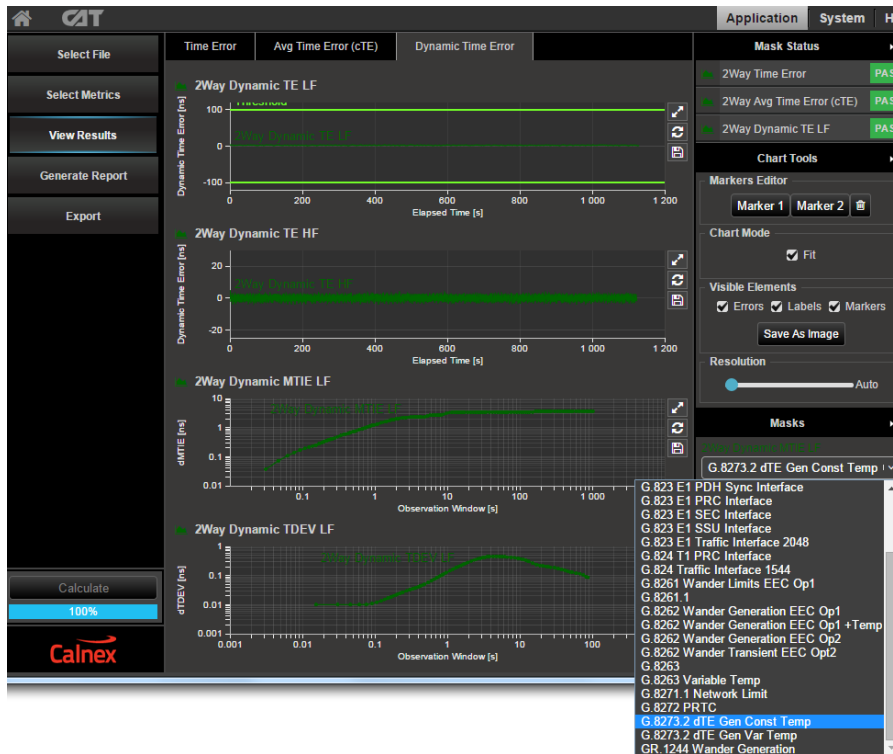 CAT
Application System H
Select File
Select Metrics
View Results
Generate Report
Export
Calculate
100%
Calnex
Time Error Avg Time Error (cTE) Dynamic Time Error
2Way Dynamic TE LF
Dynamic Time Error [ns]
100
0
-100
Threshold
2Way Dynamic TE LF
0 200 400 600 800 1 000 1 200
Elapsed Time [s]
2Way Dynamic TE HF
Dynamic Time Error [ns]
20
0
-20
2Way Dynamic TE HF
0 200 400 600 800 1 000 1 200
Elapsed Time [s]
2Way Dynamic MTIE LF
dMTIE [ns]
10
1
0.1
0.01
2Way Dynamic MTIE LF
0.1 1 10 100 1 000
Observation Window [s]
2Way Dynamic TDEV LF
dTDEV [ns]
1
0.1
0.01
0.001
2Way Dynamic TDEV LF
0.001 0.01 0.1 1 10 100
Observation Window [s]
Mask Status
2Way Time Error PAS
2Way Avg Time Error (cTE) PAS
2Way Dynamic TE LF PAS
Chart Tools
Markers Editor
Marker 1 Marker 2
Chart Mode
Fit
Visible Elements
Errors Labels Markers
Save As Image
Resolution
Auto
Masks
2Way Dynamic MTIE LF
G.8273.2 dTE Gen Const Temp
G.823 E1 PDH Sync Interface
G.823 E1 PRC Interface
G.823 E1 SEC Interface
G.823 E1 SSU Interface
G.823 E1 Traffic Interface 2048
G.824 T1 PRC Interface
G.824 Traffic Interface 1544
G.8261 Wander Limits EEC Op1
G.8261.1
G.8262 Wander Generation EEC Op1
G.8262 Wander Generation EEC Op1 +Temp
G.8262 Wander Generation EEC Op2
G.8262 Wander Transient EEC Opt2
G.8263
G.8263 Variable Temp
G.8271.1 Network Limit
G.8272 PRTC
G.8273.2 dTE Gen Const Temp
G.8273.2 dTE Gen Var Temp
GR.1244 Wander Generation